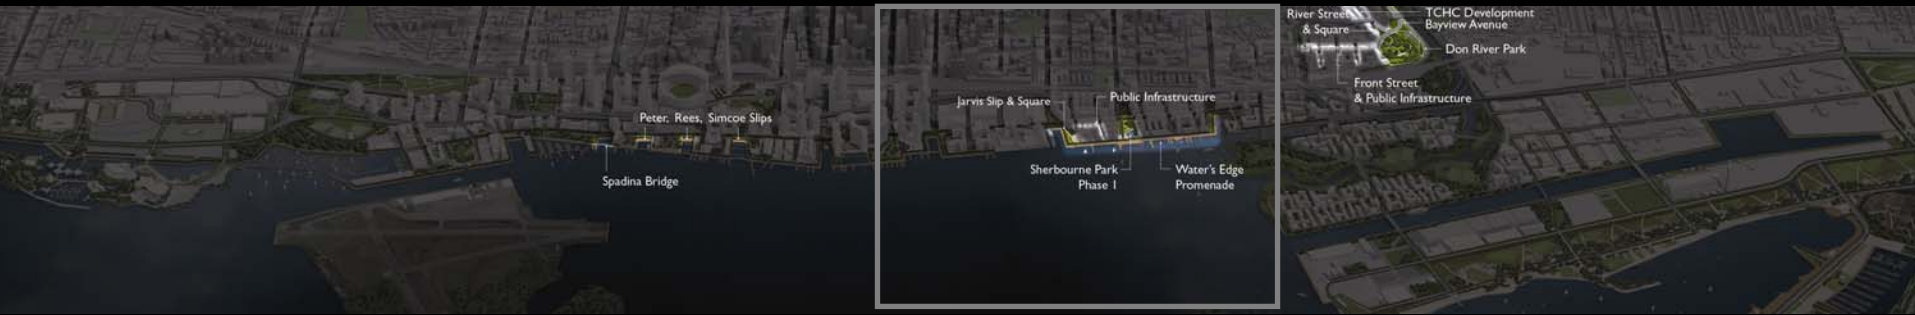 Peter, Rees, Simcoe Slips
Spadina Bridge
Jarvis Slip & Square
Public Infrastructure
Sherbourne Park
Phase 1
Water's Edge
Promenade
River Street
& Square
TCHC Development
Bayview Avenue
Don River Park
Front Street
& Public Infrastructure